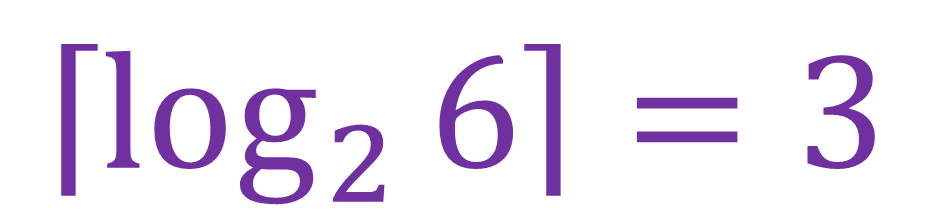 ⌈log₂ 6⌉ = 3